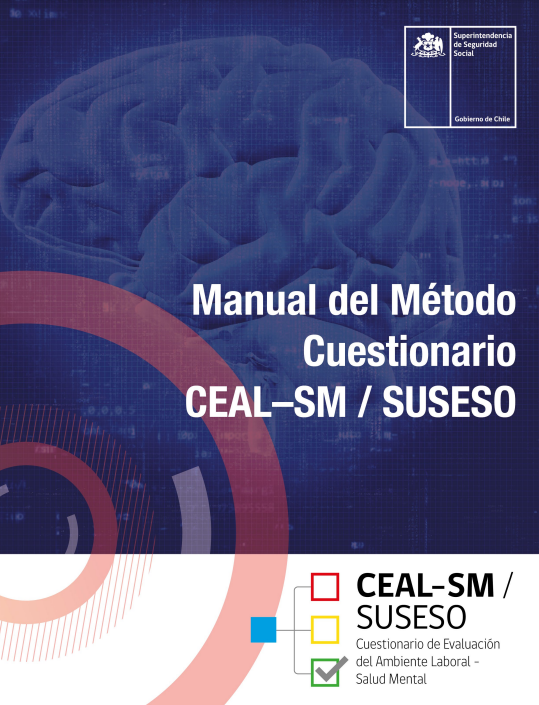 Superintendencia
de Seguridad
Social
Gobierno de Chile
Manual del Método
Cuestionario
CEAL–SM / SUSESO
CEAL–SM /
SUSESO
Cuestionario de Evaluación
del Ambiente Laboral –
Salud Mental